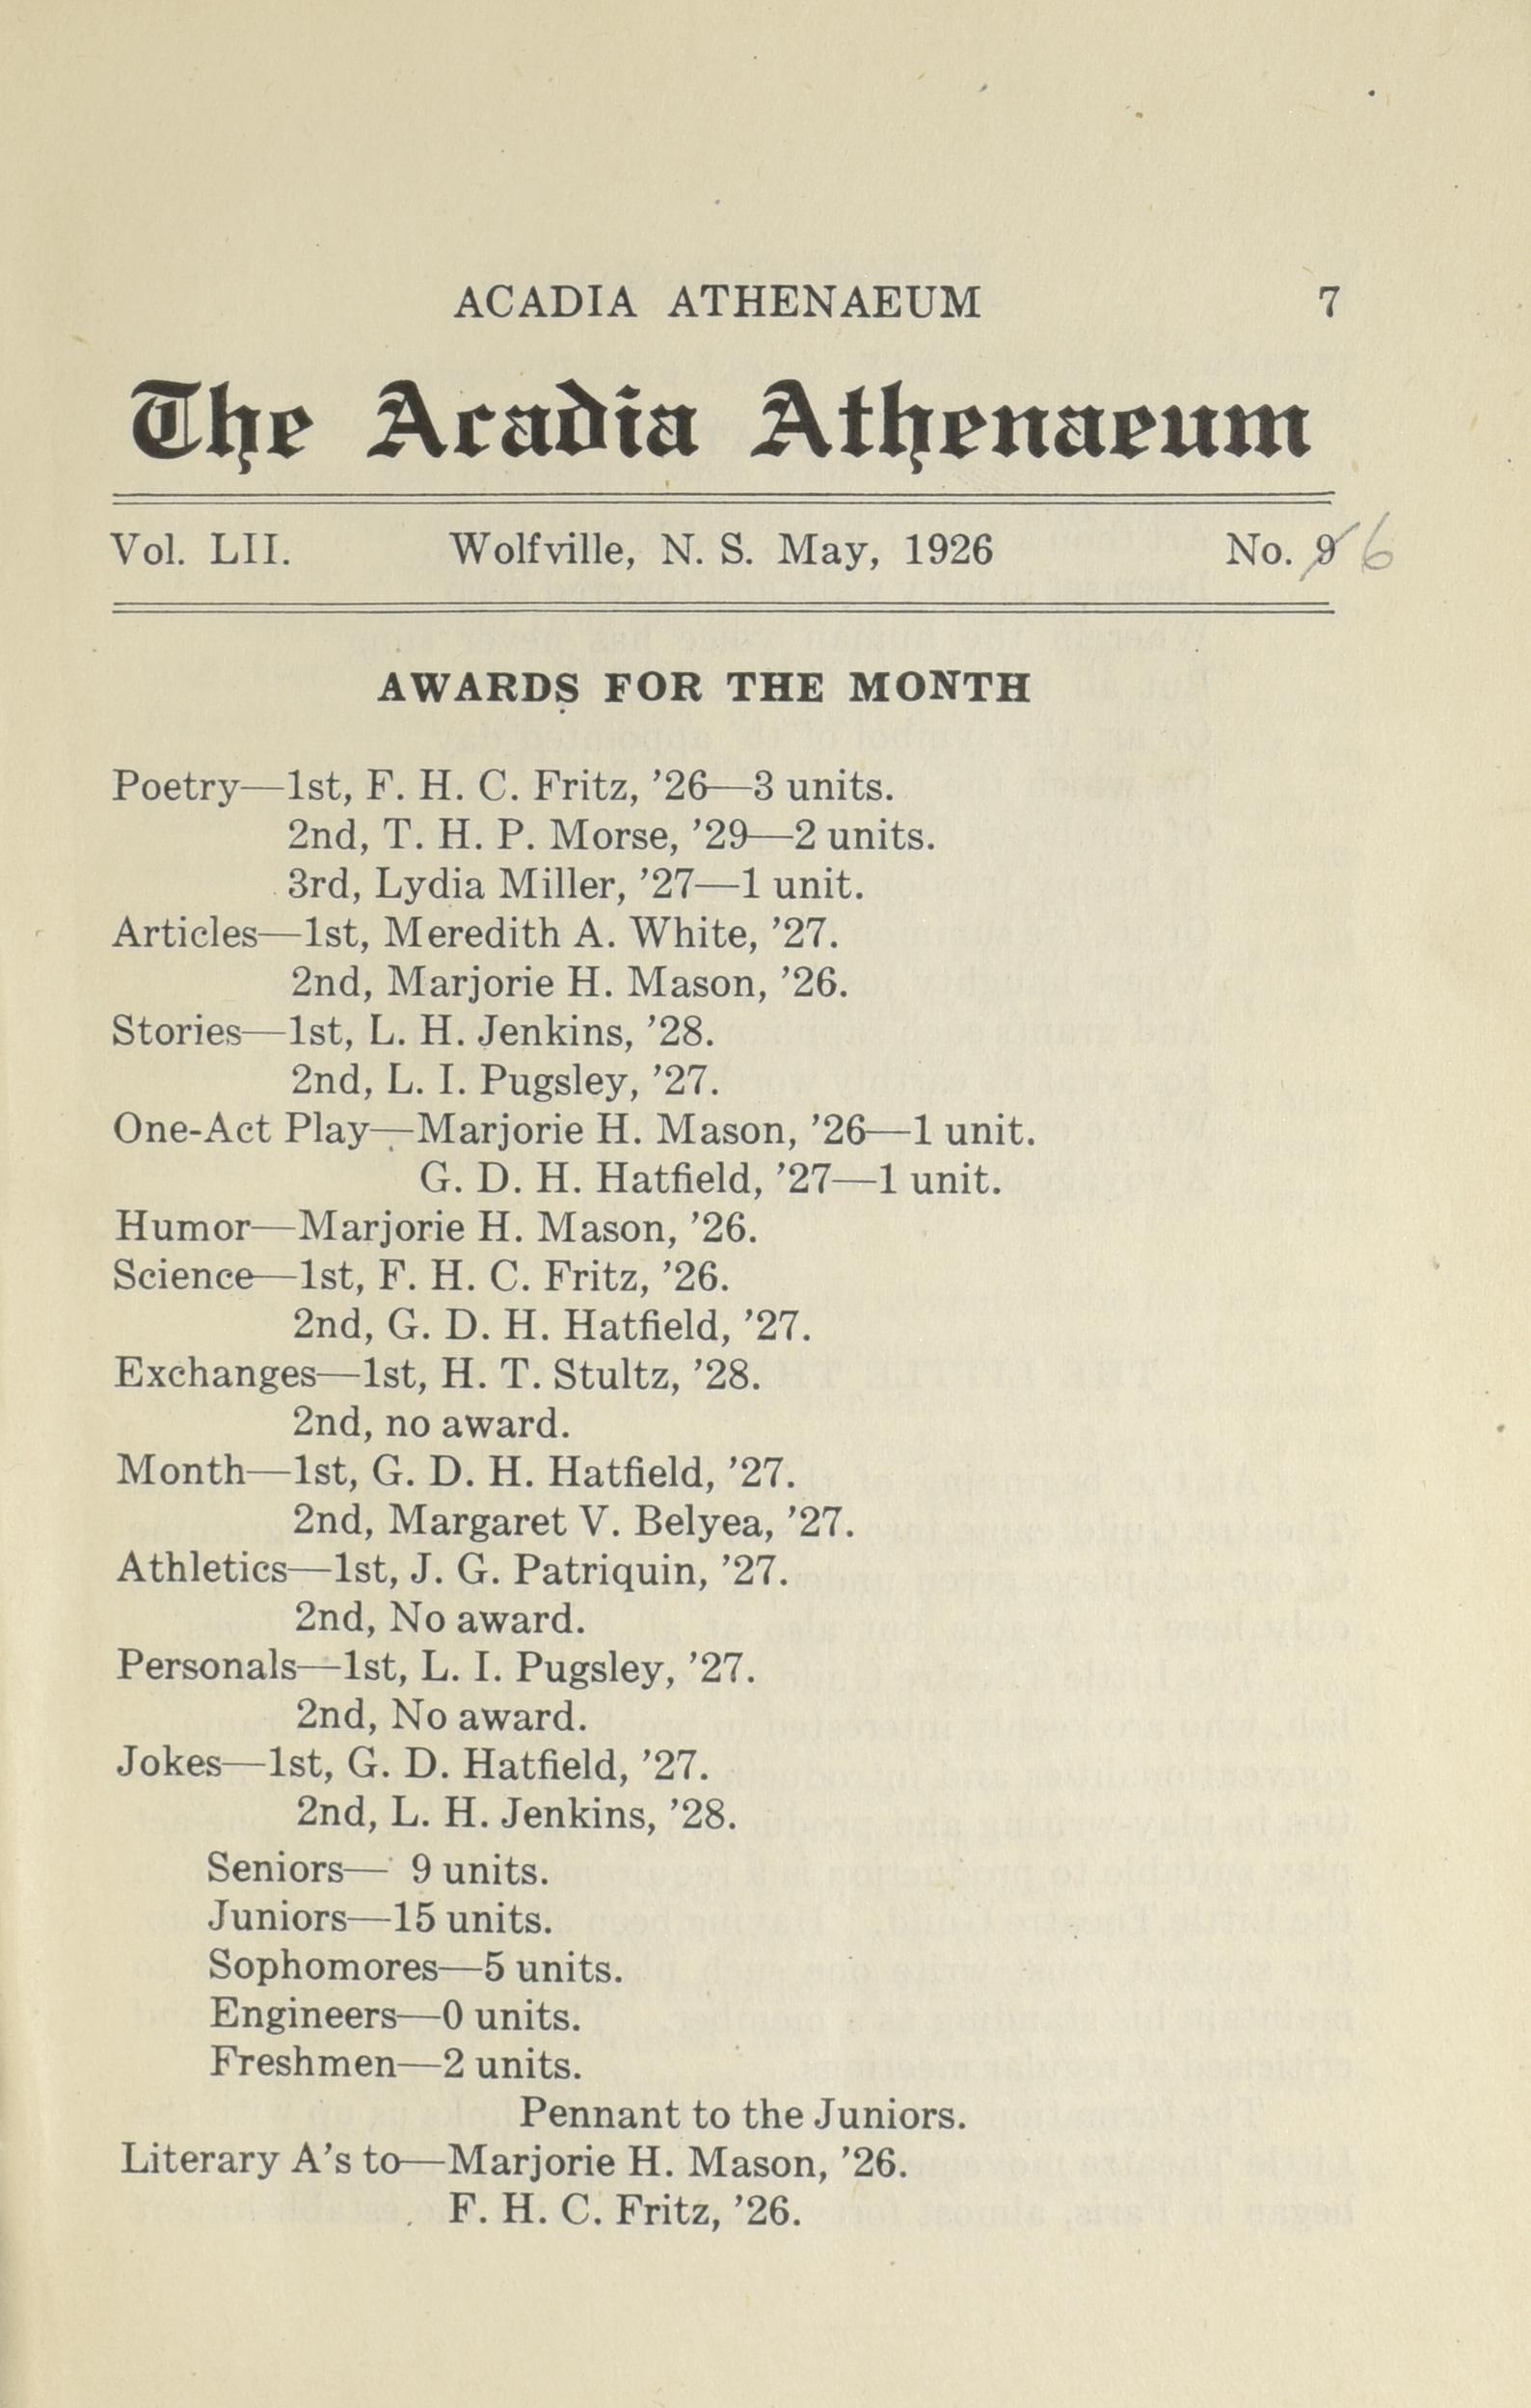 ACADIA ATHENAEUM 7
The Acadia Athenaeum
Vol. LII. Wolfville, N. S. May, 1926 No. 9 6
AWARDS FOR THE MONTH
Poetry—1st, F. H. C. Fritz, ’26—3 units.
2nd, T. H. P. Morse, ’29—2 units.
3rd, Lydia Miller, ’27—1 unit.
Articles—1st, Meredith A. White, ’27.
2nd, Marjorie H. Mason, ’26.
Stories—1st, L. H. Jenkins, ’28.
2nd, L. I. Pugsley, ’27.
One-Act Play—Marjorie H. Mason, ’26—1 unit.
G. D. H. Hatfield, ’27—1 unit.
Humor—Marjorie H. Mason, ’26.
Science—1st, F. H. C. Fritz, ’26.
2nd, G. D. H. Hatfield, ’27.
Exchanges—1st, H. T. Stultz, ’28.
2nd, no award.
Month—1st, G. D. H. Hatfield, ’27.
2nd, Margaret V. Belyea, ’27.
Athletics—1st, J. G. Patriquin, ’27.
2nd, No award.
Personals—1st, L. I. Pugsley, ’27.
2nd, No award.
Jokes—1st, G. D. Hatfield, ’27.
2nd, L. H. Jenkins, ’28.
Seniors— 9 units.
Juniors—15 units.
Sophomores—5 units.
Engineers—0 units.
Freshmen—2 units.
Pennant to the Juniors.
Literary A’s to—Marjorie H. Mason, ’26.
F. H. C. Fritz, ’26.